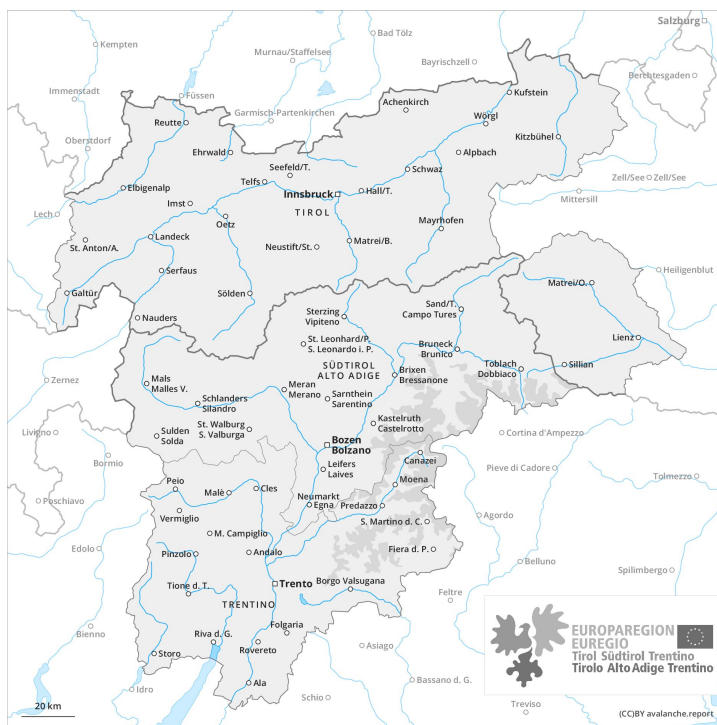 Salzburg
Kempten
Bad Tölz
Murnau/Staffelsee
Bayrischzell
Berchtesgaden
Immenstadt
Füssen
Garmisch-Partenkirchen
Achenkirch
Kufstein
Reutte
Wörgl
Oberstdorf
Ehrwald
Kitzbühel
Alpbach
Seefeld/T.
Schwaz
Telfs
Zell/See
Zell/See
Elbigenalp
Innsbruck
Hall/T.
Mittersill
Imst
TIROL
Lech
Oetz
Mayrhofen
Landeck
St. Anton/A.
Neustift/St.
Matrei/B.
Serfaus
Heiligenblut
Galtür
Sölden
Matrei/O.
Nauders
Sterzing
Vipiteno
Sand/T.
Campo Tures
Lienz
St. Leonhard/P.
S. Leonardo i. P.
Bruneck
Brunico
SÜDTIROL
ALTO ADIGE
Toblach
Dobbiaco
Sillian
Brixen
Bressanone
Zernez
Mals
Malles V.
Meran
Merano
Sarnthein
Sarentino
Schlanders
Silandro
St. Walburg
S. Valburga
Kastelruth
Castelrotto
Livigno
Sulden
Solda
Cortina d'Ampezzo
Bozen
Bolzano
Bormio
Canazei
Pieve di Cadore
Leifers
Laives
Tolmezzo
Peio
Malè
Cles
Moena
Poschiavo
Neumarkt
Egna
Predazzo
Vermiglio
S. Martino d. C.
Agordo
M. Campiglio
Edolo
Pinzolo
Andalo
Fiera d. P.
Belluno
Spilimbergo
Tione d. T.
Trento
Borgo Valsugana
Feltre
TRENTINO
Bienno
Folgaria
Riva d. G.
Rovereto
Asiago
Storo
Bassano d. G.
Ala
Idro
Schio
Treviso
EUROPAREGION
EUREGIO
Tirol Südtirol Trentino
Tirolo Alto Adige Trentino
20 km
(CC)BY avalanche.report